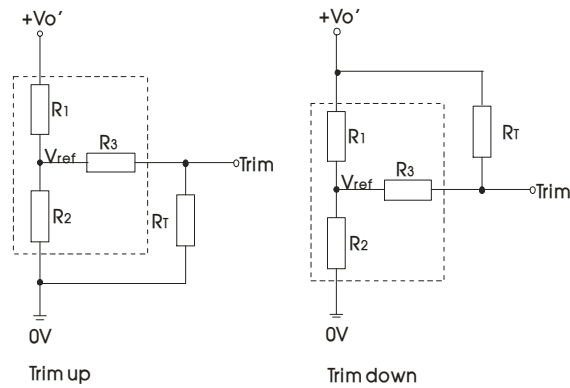 +Vo'
R1
Vref
R3
Trim
R2
RT
0V
Trim up
+Vo'
R1
RT
Vref
R3
Trim
R2
0V
Trim down